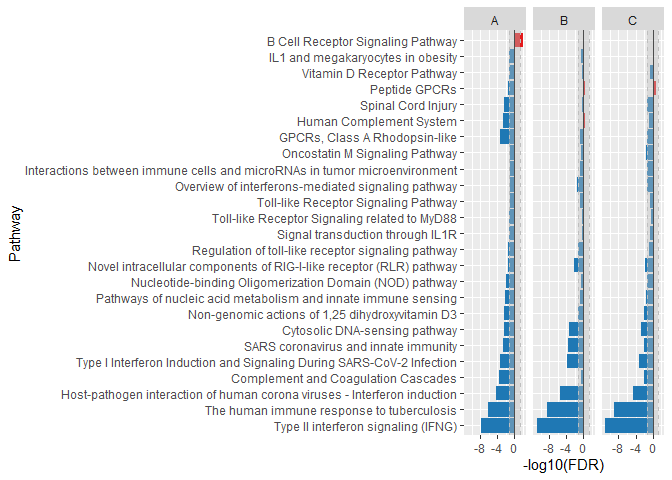 A B C
B Cell Receptor Signaling Pathway
IL1 and megakaryocytes in obesity
Vitamin D Receptor Pathway
Peptide GPCRs
Spinal Cord Injury
Human Complement System
GPCRs, Class A Rhodopsin-like
Oncostatin M Signaling Pathway
Interactions between immune cells and microRNAs in tumor microenvironment
Overview of interferons-mediated signaling pathway
Toll-like Receptor Signaling Pathway
Toll-like Receptor Signaling related to MyD88
Signal transduction through IL1R
Regulation of toll-like receptor signaling pathway
Novel intracellular components of RIG-I-like receptor (RLR) pathway
Nucleotide-binding Oligomerization Domain (NOD) pathway
Pathways of nucleic acid metabolism and innate immune sensing
Non-genomic actions of 1,25 dihydroxyvitamin D3
Cytosolic DNA-sensing pathway
SARS coronavirus and innate immunity
Type I Interferon Induction and Signaling During SARS-CoV-2 Infection
Complement and Coagulation Cascades
Host-pathogen interaction of human corona viruses - Interferon induction
The human immune response to tuberculosis
Type II interferon signaling (IFNG)
Pathway
-8 -4 0 -8 -4 0 -8 -4 0
-log10(FDR)